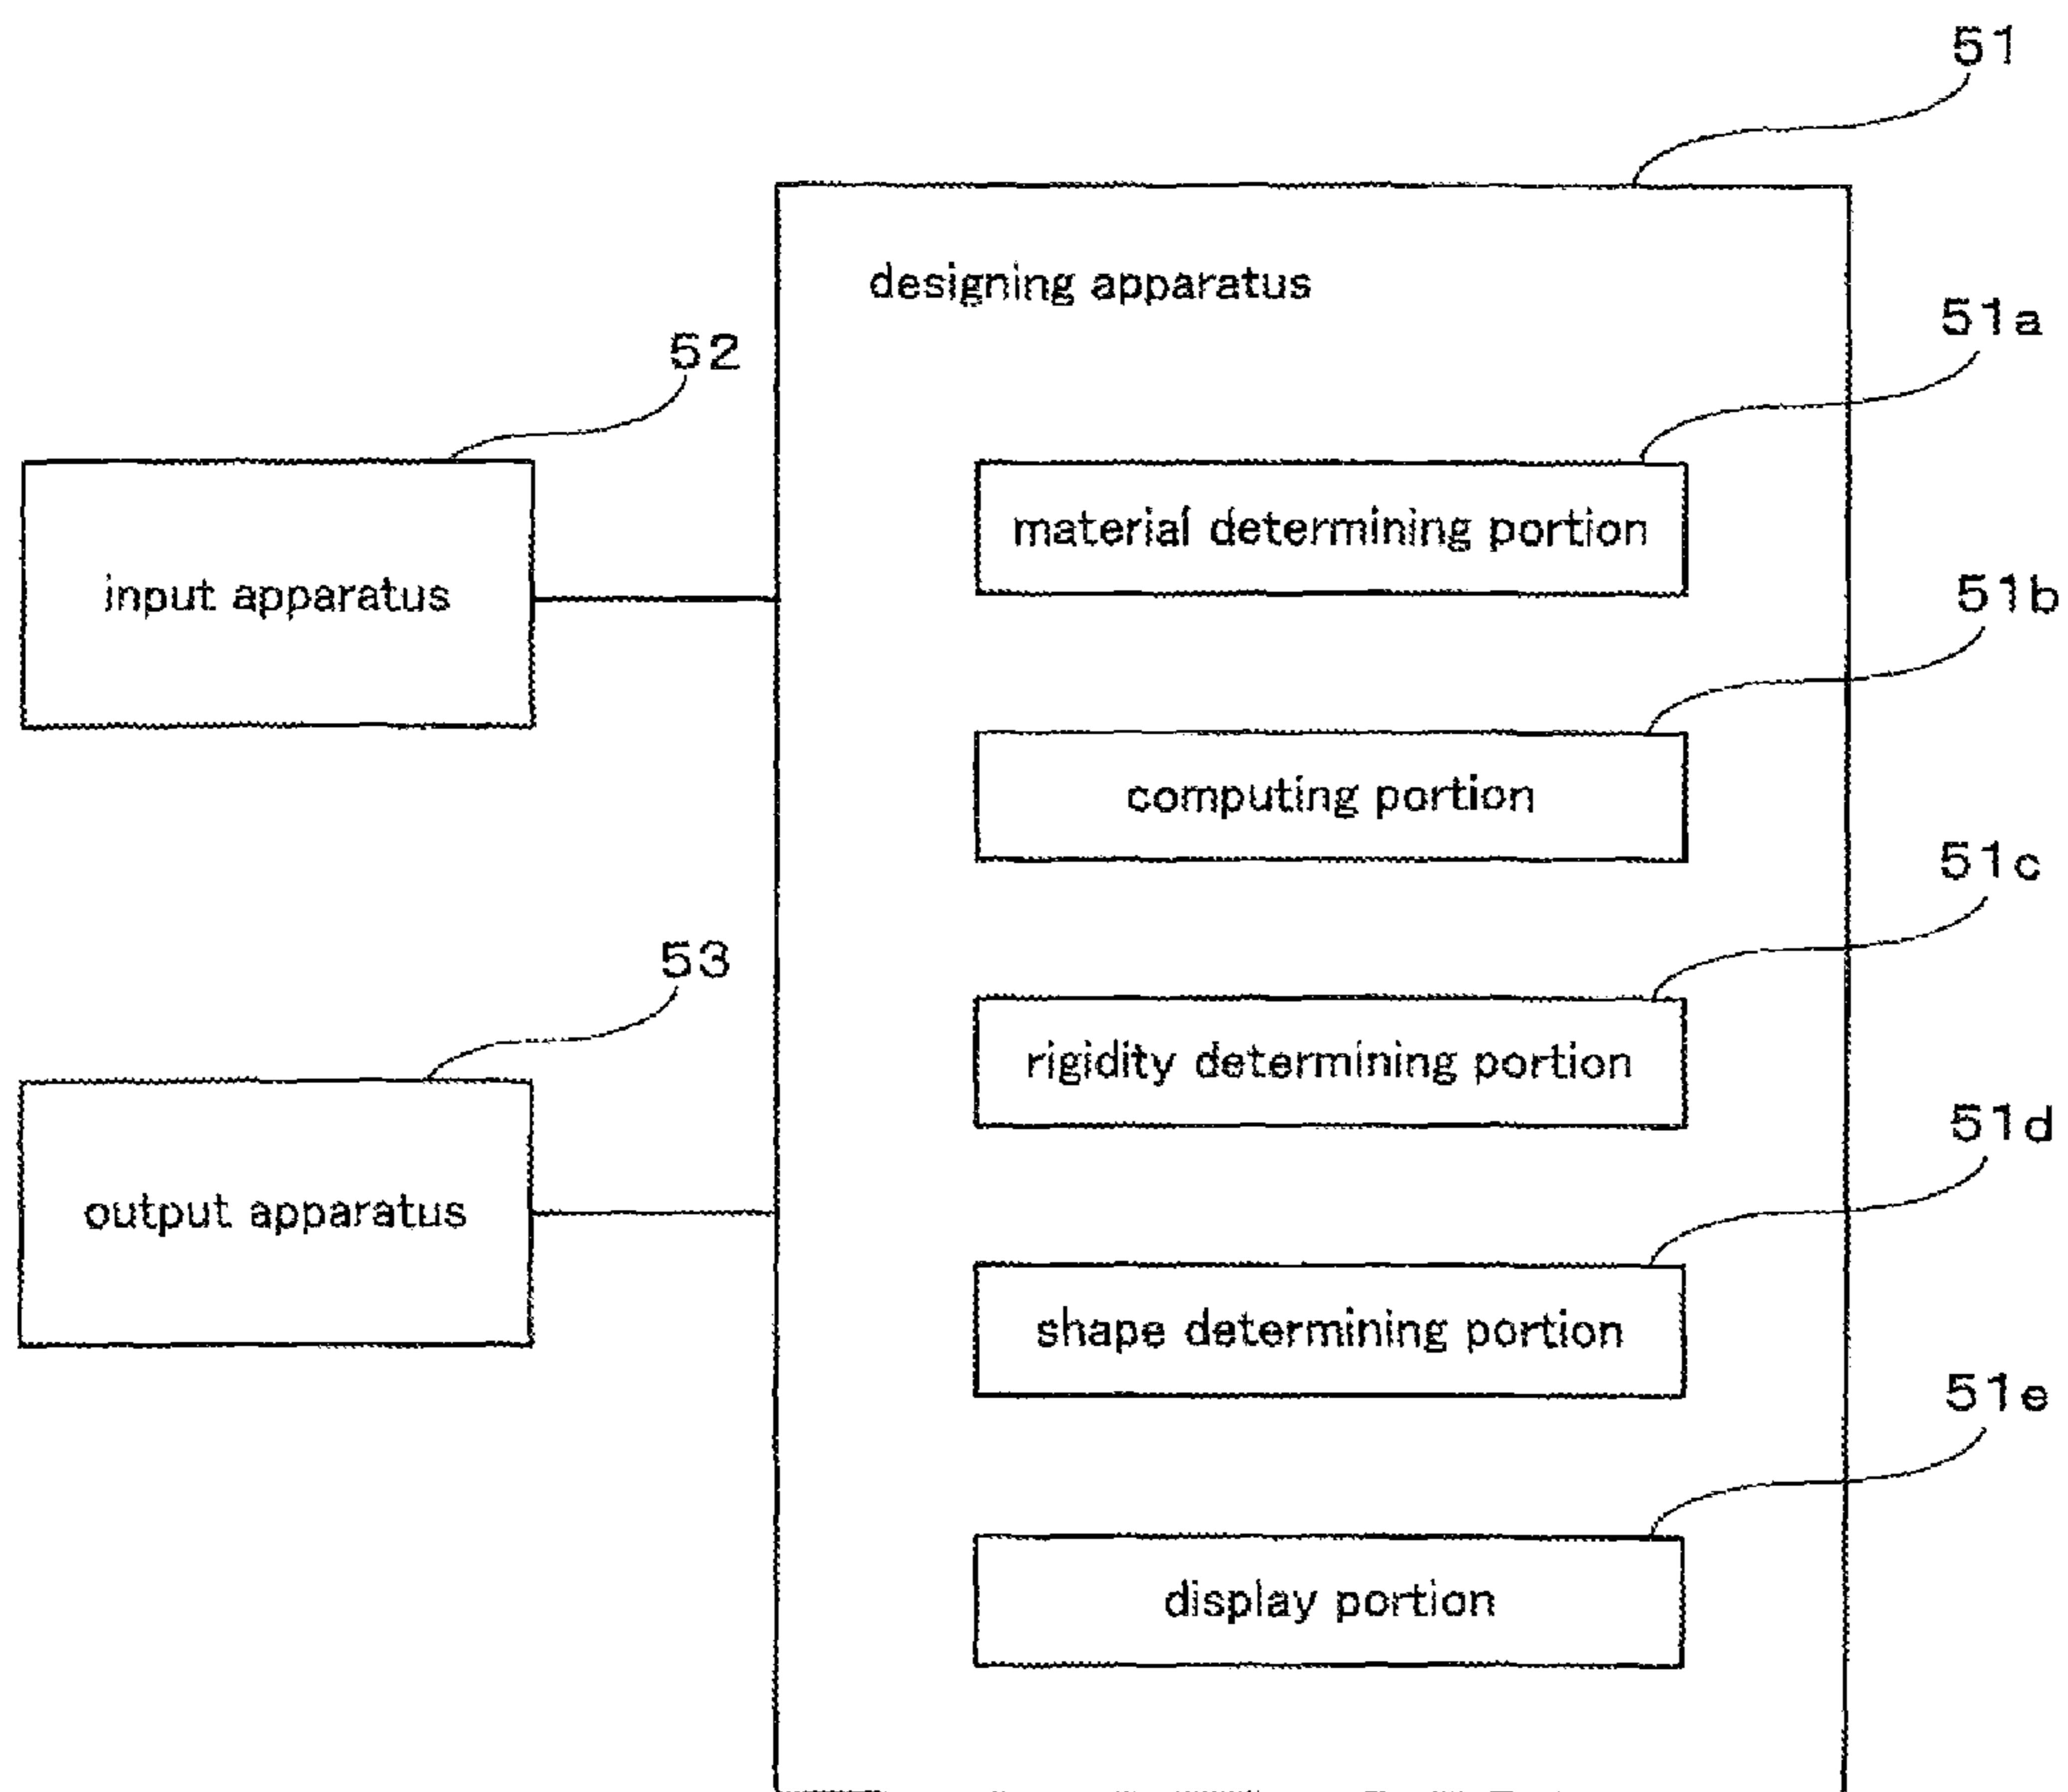 51
designing apparatus
51a
52
material determining portion
input apparatus
51b
computing portion
51c
53
rigidity determining portion
51d
output apparatus
shape determining portion
51e
display portion